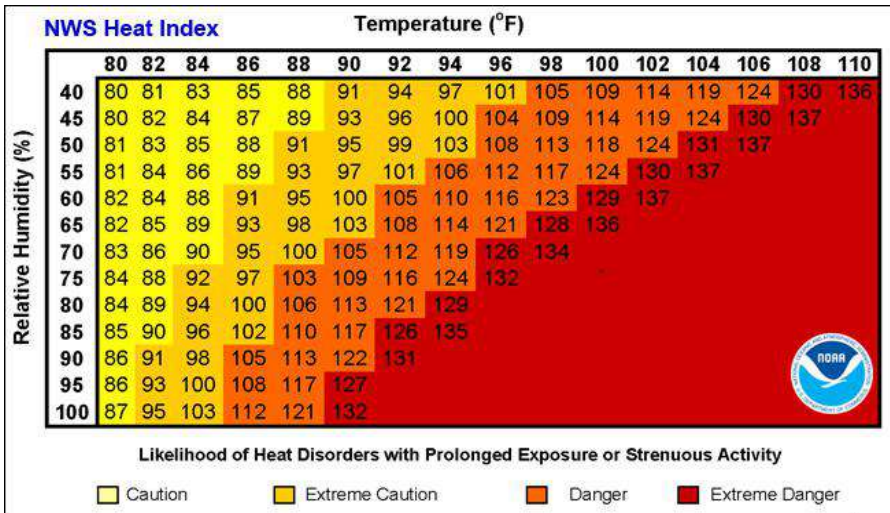 NWS Heat Index Temperature (°F)
80 82 84 86 88 90 92 94 96 98 100 102 104 106 108 110
40 80 81 83 85 88 91 94 97 101 105 109 114 119 124 130 136
45 80 82 84 87 89 93 96 100 104 109 114 119 124 130 137
50 81 83 85 88 91 95 99 103 108 113 118 124 131 137
55 81 84 86 89 93 97 101 106 112 117 124 130 137
60 82 84 88 91 95 100 105 110 116 123 129 137
65 82 85 89 93 98 103 108 114 121 128 136
70 83 86 90 95 100 105 112 119 126 134
75 84 88 92 97 103 109 116 124 132
80 84 89 94 100 106 113 121 129
85 85 90 96 102 110 117 126 135
90 86 91 98 105 113 122 131
95 86 93 100 108 117 127
100 87 95 103 112 121 132
Relative Humidity (%)
NOAA
Likelihood of Heat Disorders with Prolonged Exposure or Strenuous Activity
Caution Extreme Caution Danger Extreme Danger